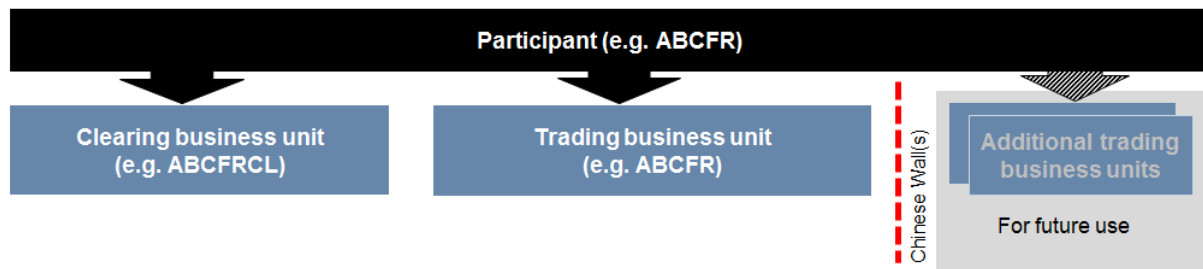 Participant (e.g. ABCFR)
Clearing business unit
(e.g. ABCFRCL)
Trading business unit
(e.g. ABCFR)
Chinese Wall(s)
Additional trading
business units
For future use